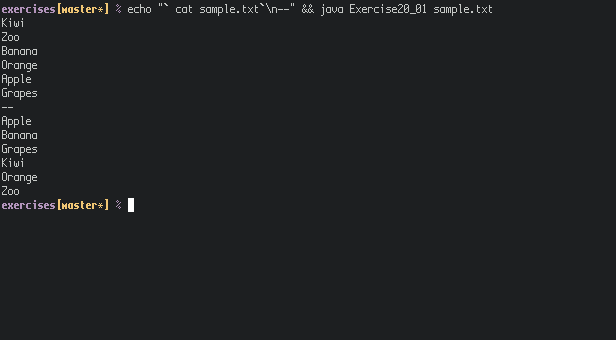 exercises[master*] % echo "` cat sample.txt`\n--" && java Exercise20_01 sample.txt
Kiwi
Zoo
Banana
Orange
Apple
Grapes
--
Apple
Banana
Grapes
Kiwi
Orange
Zoo
exercises[master*] %